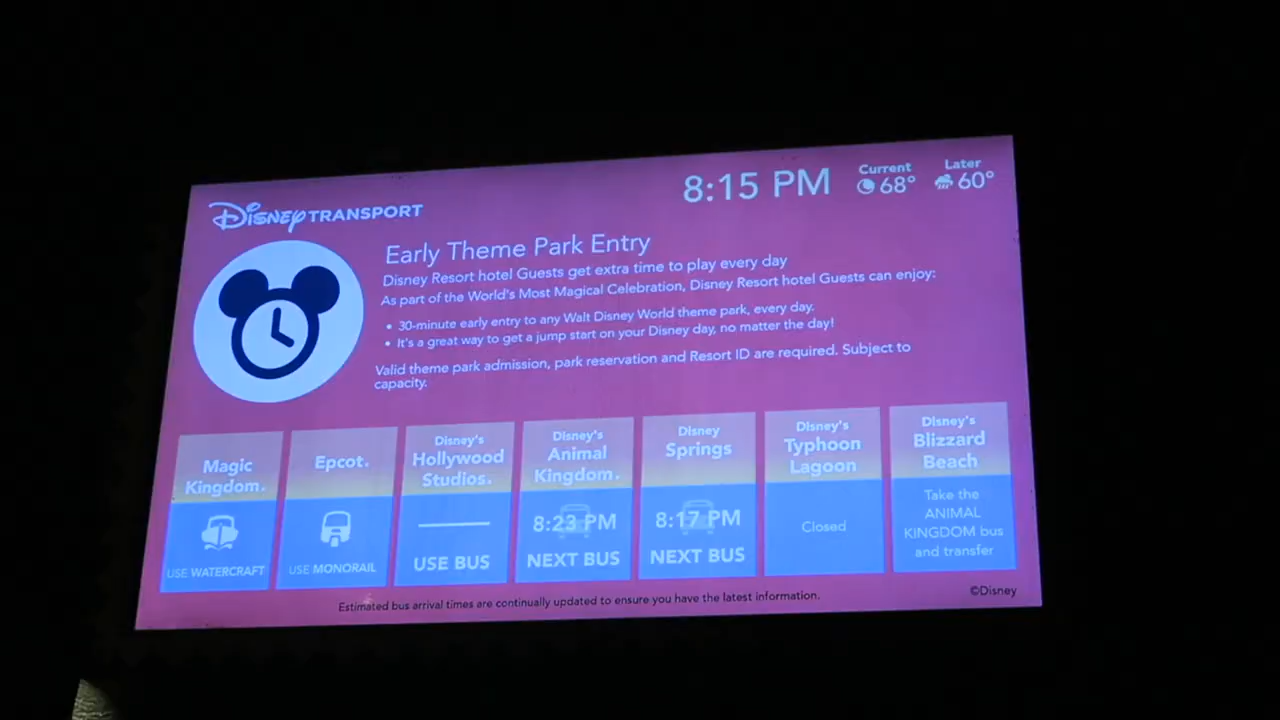 8:15 PM
Current
68°
Later
60°
Disney TRANSPORT
Early Theme Park Entry
Disney Resort hotel Guests get extra time to play every day
As part of the World's Most Magical Celebration, Disney Resort hotel Guests can enjoy:
• 30-minute early entry to any Walt Disney World theme park, every day.
• It's a great way to get a jump start on your Disney day, no matter the day!
Valid theme park admission, park reservation and Resort ID are required. Subject to
capacity.
Magic
Kingdom.
USE WATERCRAFT
Epcot.
USE MONORAIL
Disney's
Hollywood
Studios.
USE BUS
Disney's
Animal
Kingdom.
8:23 PM
NEXT BUS
Disney
Springs
8:17 PM
NEXT BUS
Disney's
Typhoon
Lagoon
Closed
Disney's
Blizzard
Beach
Take the
ANIMAL
KINGDOM bus
and transfer
Estimated bus arrival times are continually updated to ensure you have the latest information.
©Disney